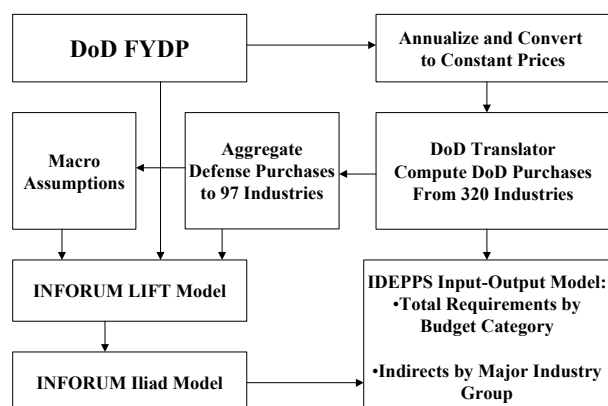 DoD FYDP
Annualize and Convert
to Constant Prices
Macro
Assumptions
Aggregate
Defense Purchases
to 97 Industries
DoD Translator
Compute DoD Purchases
From 320 Industries
INFORUM LIFT Model
IDEPPS Input-Output Model:
•Total Requirements by
Budget Category
•Indirects by Major Industry
Group
INFORUM Iliad Model